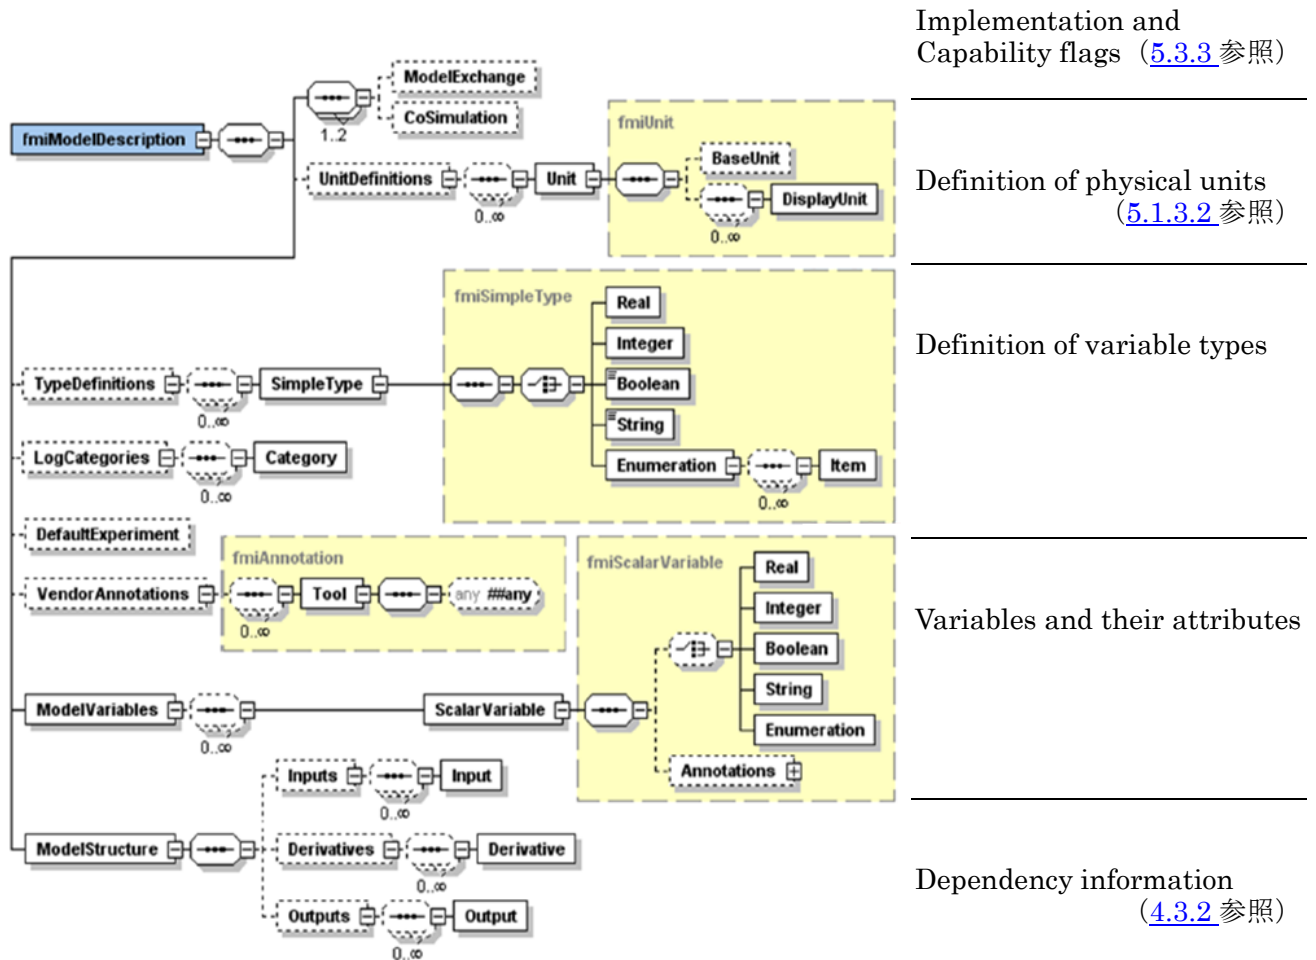 Implementation and
Capability flags（5.3.3 参照）
ModelExchange
CoSimulation
1..2
fmiModelDescription
fmiUnit
BaseUnit
UnitDefinitions
Unit
DisplayUnit
0..∞
0..∞
Definition of physical units
（5.1.3.2 参照）
fmiSimpleType
Real
Integer
Boolean
String
Enumeration
Item
0..∞
TypeDefinitions
SimpleType
0..∞
Definition of variable types
LogCategories
Category
0..∞
DefaultExperiment
fmiAnnotation
VendorAnnotations
Tool
any ##any
0..∞
fmiScalarVariable
Real
Integer
Boolean
String
Enumeration
Annotations
Variables and their attributes
ModelVariables
ScalarVariable
0..∞
Inputs
Input
0..∞
ModelStructure
Derivatives
Derivative
0..∞
Outputs
Output
0..∞
Dependency information
（4.3.2 参照）